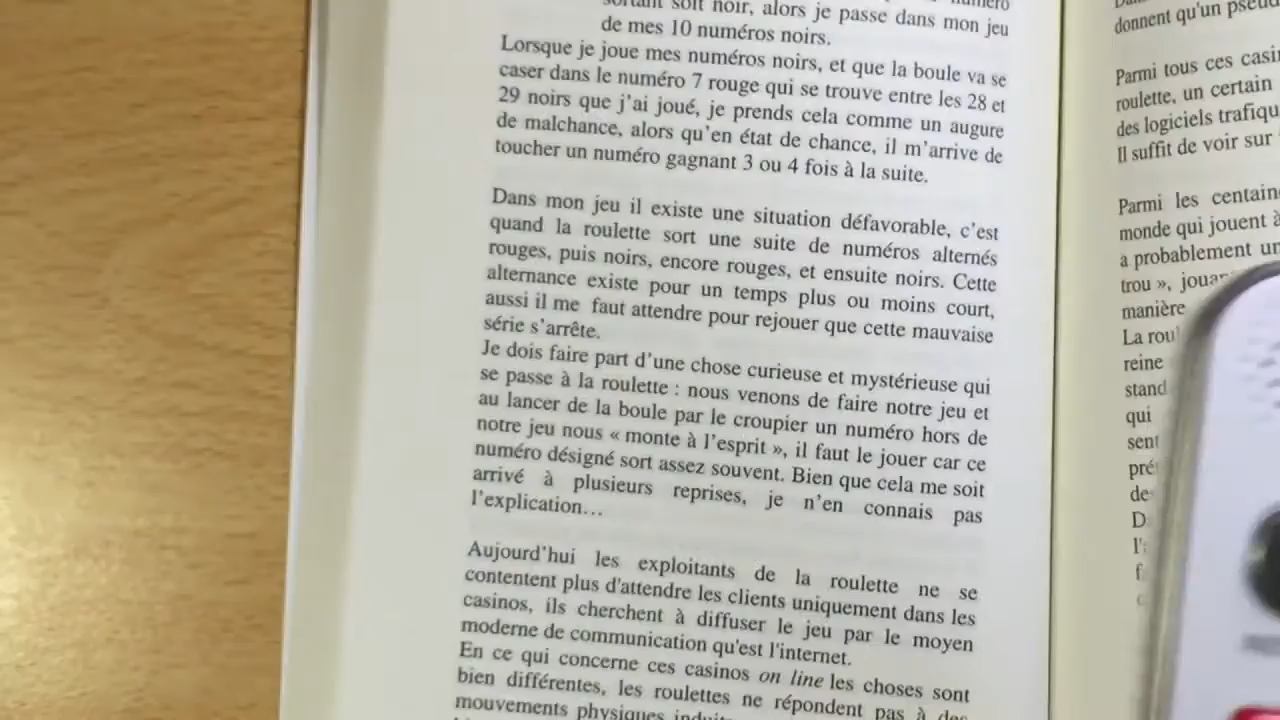 sortant soit noir, alors je passe dans mon jeu
de mes 10 numéros noirs.
Lorsque je joue mes numéros noirs, et que la boule va se
caser dans le numéro 7 rouge qui se trouve entre les 28 et
29 noirs que j'ai joué, je prends cela comme un augure
de malchance, alors qu'en état de chance, il m'arrive de
toucher un numéro gagnant 3 ou 4 fois à la suite.
Dans mon jeu il existe une situation défavorable, c'est
quand la roulette sort une suite de numéros alternés
rouges, puis noirs, encore rouges, et ensuite noirs. Cette
alternance existe pour un temps plus ou moins court,
aussi il me faut attendre pour rejouer que cette mauvaise
série s'arrête.
Je dois faire part d'une chose curieuse et mystérieuse qui
se passe à la roulette : nous venons de faire notre jeu et
au lancer de la boule par le croupier un numéro hors de
notre jeu nous « monte à l'esprit », il faut le jouer car ce
numéro désigné sort assez souvent. Bien que cela me soit
arrivé à plusieurs reprises, je n'en connais pas
l'explication…
Aujourd'hui les exploitants de la roulette ne se
contentent plus d'attendre les clients uniquement dans les
casinos, ils cherchent à diffuser le jeu par le moyen
moderne de communication qu'est l'internet.
En ce qui concerne ces casinos on line les choses sont
bien différentes, les roulettes ne répondent pas à des
mouvements physiques
donnent qu'un
Parmi tous ces
roulette, un certain
des logiciels
Il suffit de voir sur
Parmi les
monde qui jouent à
a probablement
trou »,
manière
La
reine
qui